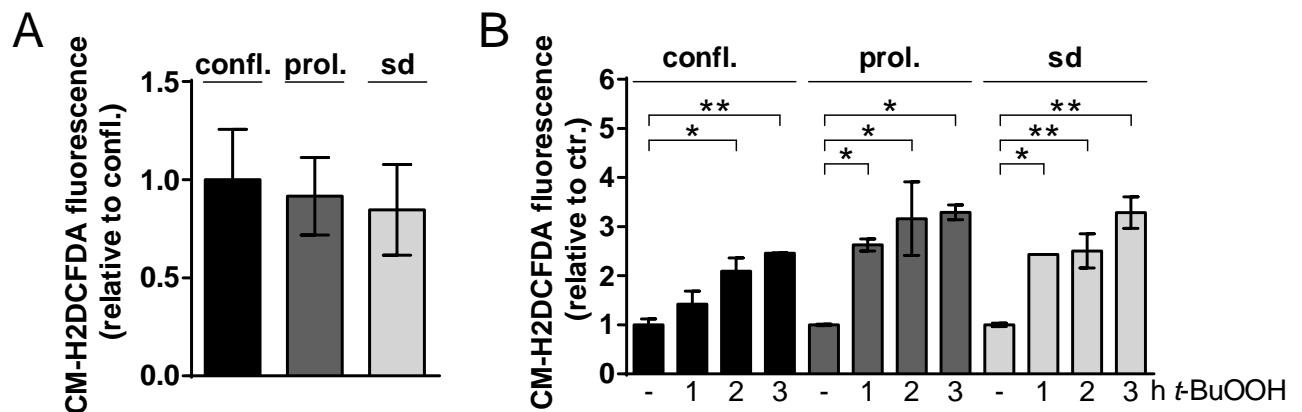 A
CM-H2DCFDA fluorescence
(relative to confl.)
confl. prol. sd
1.5
1.0
0.5
0.0
B
CM-H2DCFDA fluorescence
(relative to ctr.)
confl. prol. sd
6
5
4
3
2
1
0
** * **
* * **
* *
- 1 2 3 - 1 2 3 - 1 2 3 h t-BuOOH